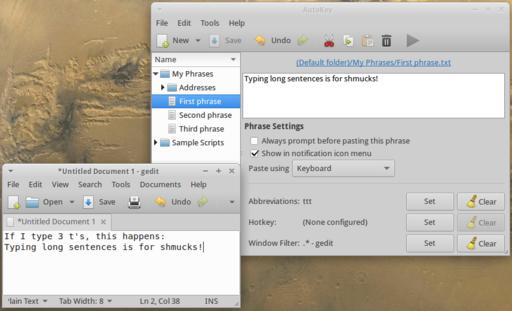 AutoKey
File Edit Tools Help
New Save Undo
Name
My Phrases
Addresses
First phrase
Second phrase
Third phrase
Sample Scripts
(Default folder)/My Phrases/First phrase.txt
Typing long sentences is for shmucks!
Phrase Settings
Always prompt before pasting this phrase
Show in notification icon menu
Paste using Keyboard
Abbreviations: ttt Set Clear
Hotkey: (None configured) Set Clear
Window Filter: .* - gedit Set Clear
*Untitled Document 1 - gedit
File Edit View Search Tools Documents Help
Open Save Undo
*Untitled Document 1
If I type 3 t's, this happens:
Typing long sentences is for shmucks!
'lain Text Tab Width: 8 Ln 2, Col 38 INS